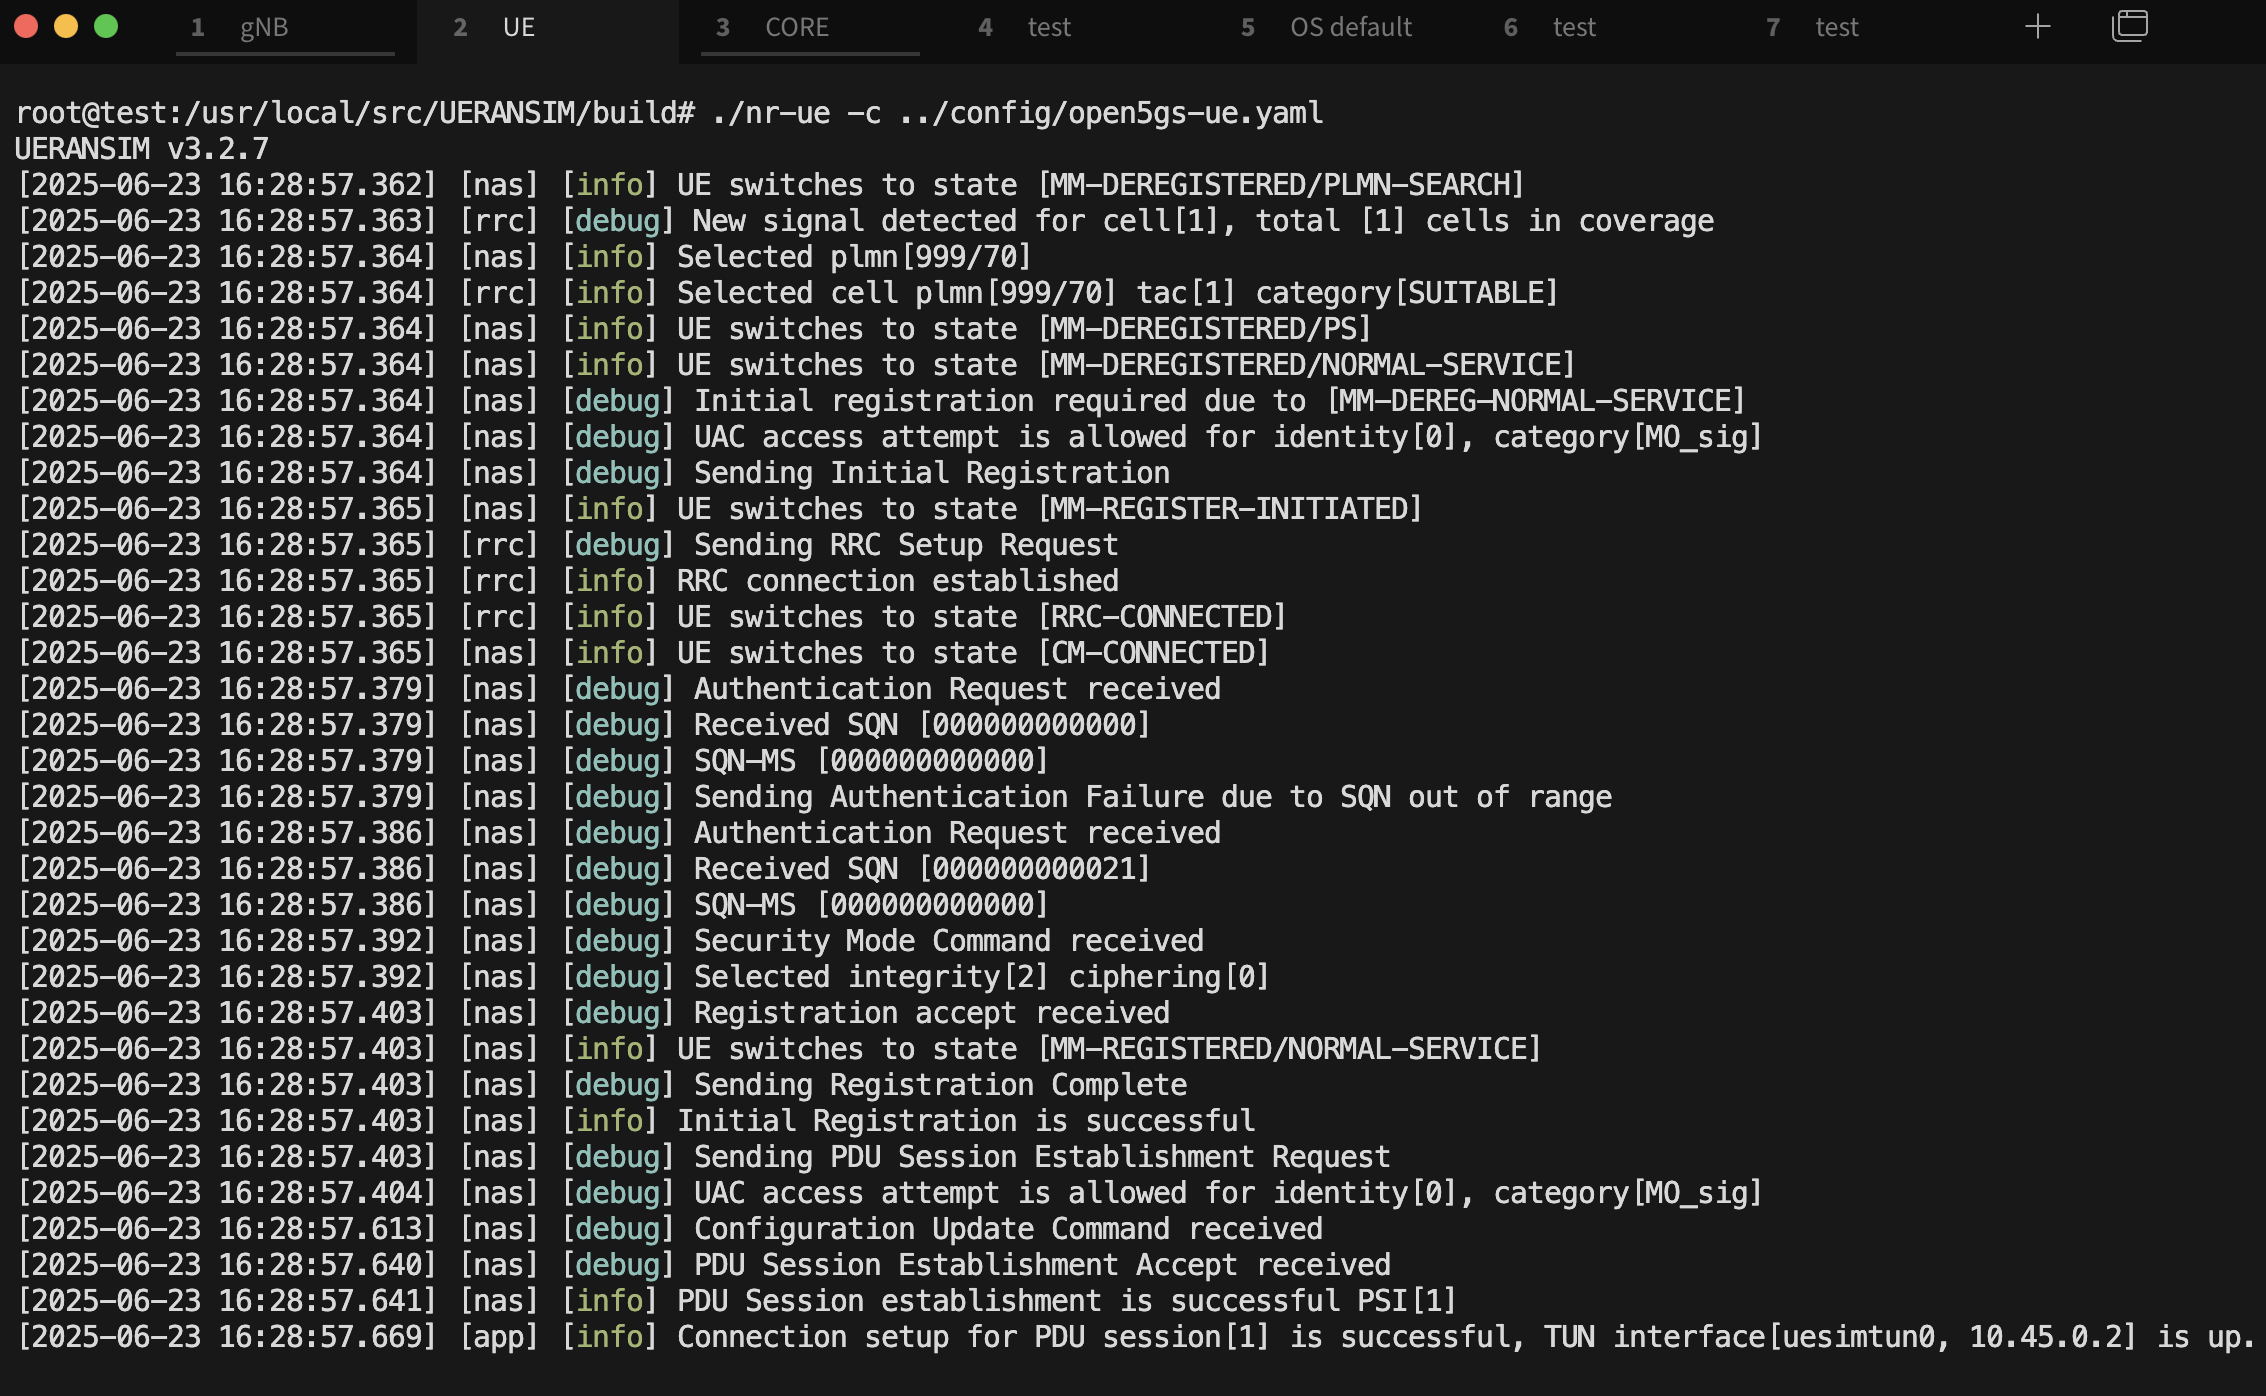 1 gNB 2 UE 3 CORE 4 test 5 OS default 6 test 7 test
root@test:/usr/local/src/UERANSIM/build# ./nr-ue -c ../config/open5gs-ue.yaml
UERANSIM v3.2.7
[2025-06-23 16:28:57.362] [nas] [info] UE switches to state [MM-DEREGISTERED/PLMN-SEARCH]
[2025-06-23 16:28:57.363] [rrc] [debug] New signal detected for cell[1], total [1] cells in coverage
[2025-06-23 16:28:57.364] [nas] [info] Selected plmn[999/70]
[2025-06-23 16:28:57.364] [rrc] [info] Selected cell plmn[999/70] tac[1] category[SUITABLE]
[2025-06-23 16:28:57.364] [nas] [info] UE switches to state [MM-DEREGISTERED/PS]
[2025-06-23 16:28:57.364] [nas] [info] UE switches to state [MM-DEREGISTERED/NORMAL-SERVICE]
[2025-06-23 16:28:57.364] [nas] [debug] Initial registration required due to [MM-DEREG-NORMAL-SERVICE]
[2025-06-23 16:28:57.364] [nas] [debug] UAC access attempt is allowed for identity[0], category[MO_sig]
[2025-06-23 16:28:57.364] [nas] [debug] Sending Initial Registration
[2025-06-23 16:28:57.365] [nas] [info] UE switches to state [MM-REGISTER-INITIATED]
[2025-06-23 16:28:57.365] [rrc] [debug] Sending RRC Setup Request
[2025-06-23 16:28:57.365] [rrc] [info] RRC connection established
[2025-06-23 16:28:57.365] [rrc] [info] UE switches to state [RRC-CONNECTED]
[2025-06-23 16:28:57.365] [nas] [info] UE switches to state [CM-CONNECTED]
[2025-06-23 16:28:57.379] [nas] [debug] Authentication Request received
[2025-06-23 16:28:57.379] [nas] [debug] Received SQN [000000000000]
[2025-06-23 16:28:57.379] [nas] [debug] SQN-MS [000000000000]
[2025-06-23 16:28:57.379] [nas] [debug] Sending Authentication Failure due to SQN out of range
[2025-06-23 16:28:57.386] [nas] [debug] Authentication Request received
[2025-06-23 16:28:57.386] [nas] [debug] Received SQN [000000000021]
[2025-06-23 16:28:57.386] [nas] [debug] SQN-MS [000000000000]
[2025-06-23 16:28:57.392] [nas] [debug] Security Mode Command received
[2025-06-23 16:28:57.392] [nas] [debug] Selected integrity[2] ciphering[0]
[2025-06-23 16:28:57.403] [nas] [debug] Registration accept received
[2025-06-23 16:28:57.403] [nas] [info] UE switches to state [MM-REGISTERED/NORMAL-SERVICE]
[2025-06-23 16:28:57.403] [nas] [debug] Sending Registration Complete
[2025-06-23 16:28:57.403] [nas] [info] Initial Registration is successful
[2025-06-23 16:28:57.403] [nas] [debug] Sending PDU Session Establishment Request
[2025-06-23 16:28:57.404] [nas] [debug] UAC access attempt is allowed for identity[0], category[MO_sig]
[2025-06-23 16:28:57.613] [nas] [debug] Configuration Update Command received
[2025-06-23 16:28:57.640] [nas] [debug] PDU Session Establishment Accept received
[2025-06-23 16:28:57.641] [nas] [info] PDU Session establishment is successful PSI[1]
[2025-06-23 16:28:57.669] [app] [info] Connection setup for PDU session[1] is successful, TUN interface[uesimtun0, 10.45.0.2] is up.